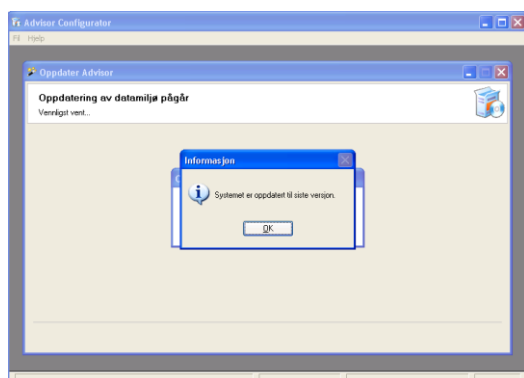 Advisor Configurator
Fil Hjelp
Oppdater Advisor
Oppdatering av datamiljø pågår
Vennligst vent...
Informasjon
Systemet er oppdatert til siste versjon.
OK